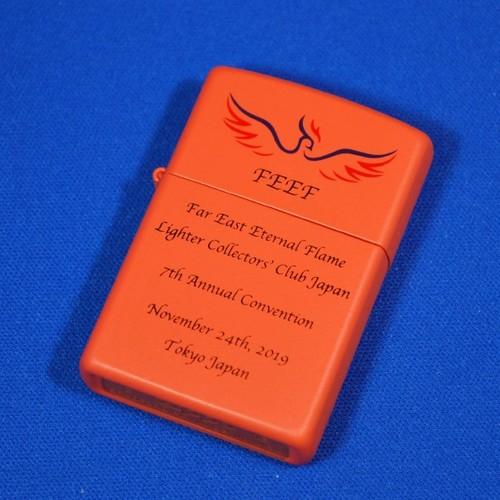 FEEF
Far East Eternal Flame
Lighter Collectors' Club Japan
7th Annual Convention
November 24th, 2019
Tokyo Japan